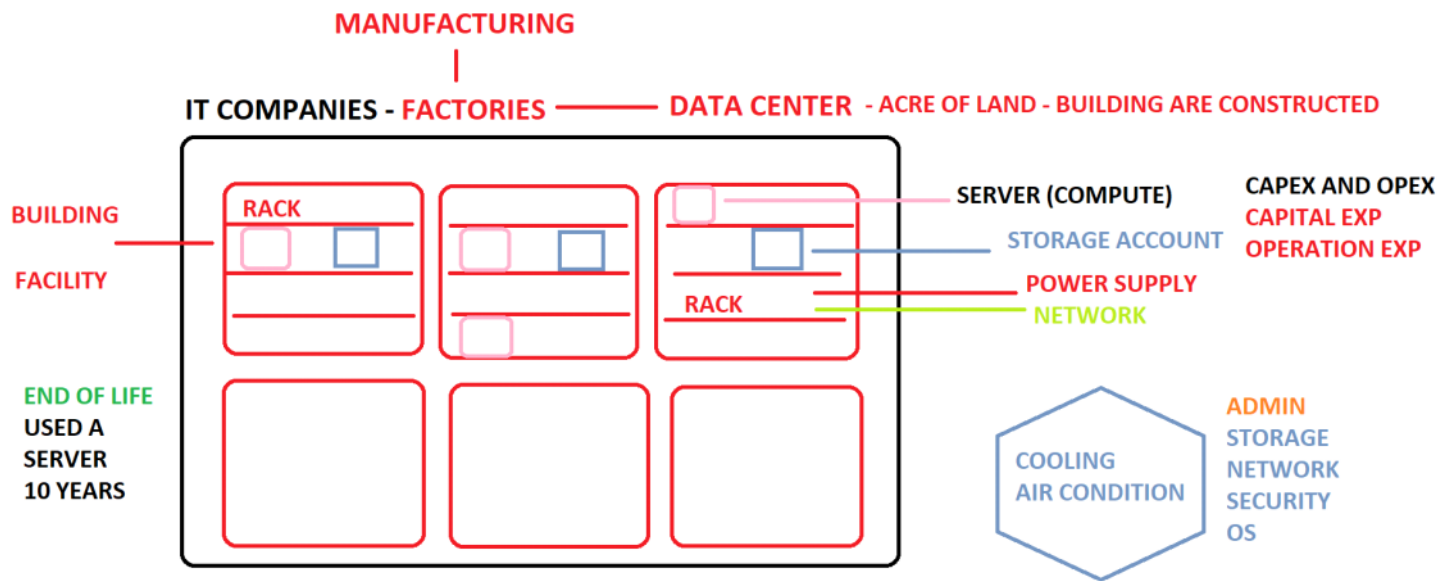 MANUFACTURING
IT COMPANIES - FACTORIES
DATA CENTER - ACRE OF LAND - BUILDING ARE CONSTRUCTED
BUILDING
FACILITY
RACK
RACK
SERVER (COMPUTE)
STORAGE ACCOUNT
POWER SUPPLY
NETWORK
CAPEX AND OPEX
CAPITAL EXP
OPERATION EXP
END OF LIFE
USED A
SERVER
10 YEARS
COOLING
AIR CONDITION
ADMIN
STORAGE
NETWORK
SECURITY
OS